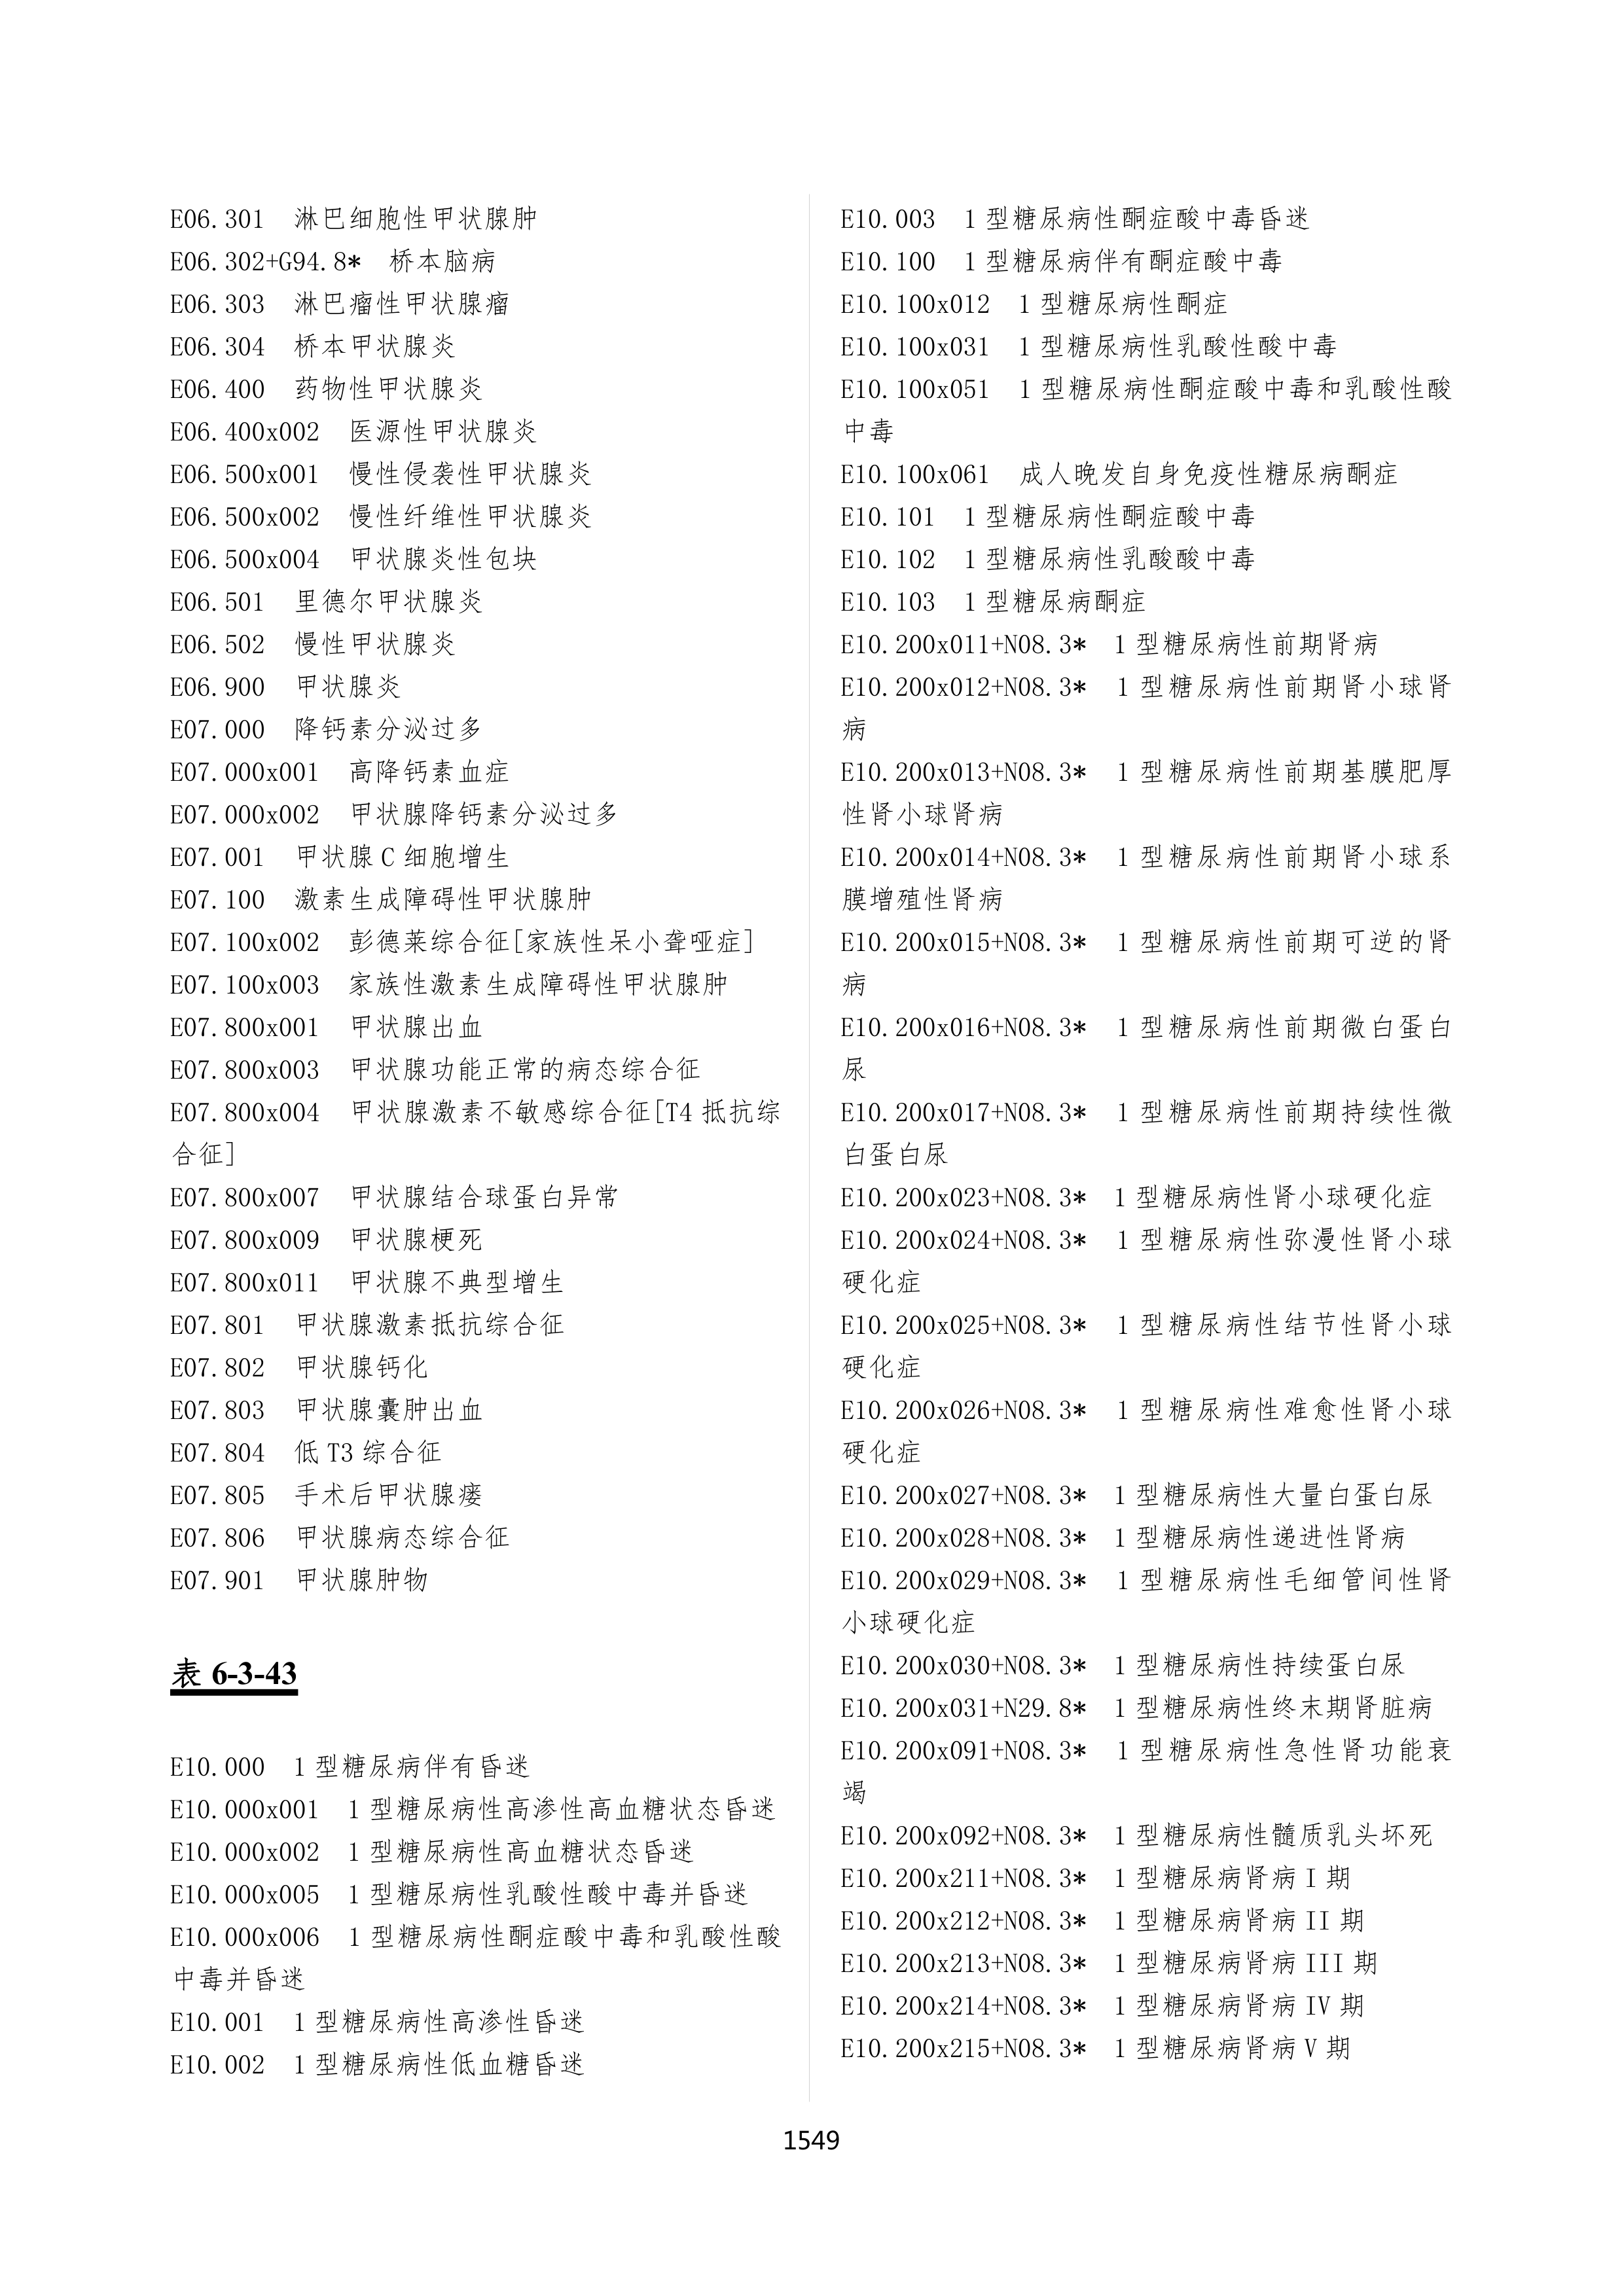 E06.301 淋巴细胞性甲状腺肿
E06.302+G94.8* 桥本脑病
E06.303 淋巴瘤性甲状腺瘤
E06.304 桥本甲状腺炎
E06.400 药物性甲状腺炎
E06.400x002 医源性甲状腺炎
E06.500x001 慢性侵袭性甲状腺炎
E06.500x002 慢性纤维性甲状腺炎
E06.500x004 甲状腺炎性包块
E06.501 里德尔甲状腺炎
E06.502 慢性甲状腺炎
E06.900 甲状腺炎
E07.000 降钙素分泌过多
E07.000x001 高降钙素血症
E07.000x002 甲状腺降钙素分泌过多
E07.001 甲状腺 C 细胞增生
E07.100 激素生成障碍性甲状腺肿
E07.100x002 彭德莱综合征[家族性呆小聋哑症]
E07.100x003 家族性激素生成障碍性甲状腺肿
E07.800x001 甲状腺出血
E07.800x003 甲状腺功能正常的病态综合征
E07.800x004 甲状腺激素不敏感综合征[T4 抵抗综
合征]
E07.800x007 甲状腺结合球蛋白异常
E07.800x009 甲状腺梗死
E07.800x011 甲状腺不典型增生
E07.801 甲状腺激素抵抗综合征
E07.802 甲状腺钙化
E07.803 甲状腺囊肿出血
E07.804 低 T3 综合征
E07.805 手术后甲状腺瘘
E07.806 甲状腺病态综合征
E07.901 甲状腺肿物
表 6-3-43
E10.000 1 型糖尿病伴有昏迷
E10.000x001 1 型糖尿病性高渗性高血糖状态昏迷
E10.000x002 1 型糖尿病性高血糖状态昏迷
E10.000x005 1 型糖尿病性乳酸性酸中毒并昏迷
E10.000x006 1 型糖尿病性酮症酸中毒和乳酸性酸
中毒并昏迷
E10.001 1 型糖尿病性高渗性昏迷
E10.002 1 型糖尿病性低血糖昏迷
E10.003 1 型糖尿病性酮症酸中毒昏迷
E10.100 1 型糖尿病伴有酮症酸中毒
E10.100x012 1 型糖尿病性酮症
E10.100x031 1 型糖尿病性乳酸性酸中毒
E10.100x051 1 型糖尿病性酮症酸中毒和乳酸性酸
中毒
E10.100x061 成人晚发自身免疫性糖尿病酮症
E10.101 1 型糖尿病性酮症酸中毒
E10.102 1 型糖尿病性乳酸酸中毒
E10.103 1 型糖尿病酮症
E10.200x011+N08.3* 1 型糖尿病性前期肾病
E10.200x012+N08.3* 1 型糖尿病性前期肾小球肾
病
E10.200x013+N08.3* 1 型糖尿病性前期基膜肥厚
性肾小球肾病
E10.200x014+N08.3* 1 型糖尿病性前期肾小球系
膜增殖性肾病
E10.200x015+N08.3* 1 型糖尿病性前期可逆的肾
病
E10.200x016+N08.3* 1 型糖尿病性前期微白蛋白
尿
E10.200x017+N08.3* 1 型糖尿病性前期持续性微
白蛋白尿
E10.200x023+N08.3* 1 型糖尿病性肾小球硬化症
E10.200x024+N08.3* 1 型糖尿病性弥漫性肾小球
硬化症
E10.200x025+N08.3* 1 型糖尿病性结节性肾小球
硬化症
E10.200x026+N08.3* 1 型糖尿病性难愈性肾小球
硬化症
E10.200x027+N08.3* 1 型糖尿病性大量白蛋白尿
E10.200x028+N08.3* 1 型糖尿病性递进性肾病
E10.200x029+N08.3* 1 型糖尿病性毛细管间性肾
小球硬化症
E10.200x030+N08.3* 1 型糖尿病性持续蛋白尿
E10.200x031+N29.8* 1 型糖尿病性终末期肾脏病
E10.200x091+N08.3* 1 型糖尿病性急性肾功能衰
竭
E10.200x092+N08.3* 1 型糖尿病性髓质乳头坏死
E10.200x211+N08.3* 1 型糖尿病肾病 I 期
E10.200x212+N08.3* 1 型糖尿病肾病 II 期
E10.200x213+N08.3* 1 型糖尿病肾病 III 期
E10.200x214+N08.3* 1 型糖尿病肾病 IV 期
E10.200x215+N08.3* 1 型糖尿病肾病 V 期
1549